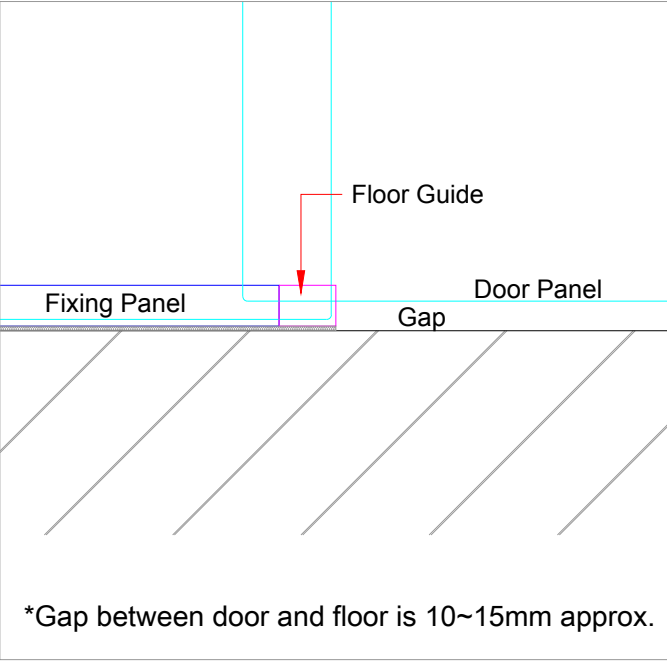 Floor Guide
Door Panel
Fixing Panel
Gap
*Gap between door and floor is 10~15mm approx.